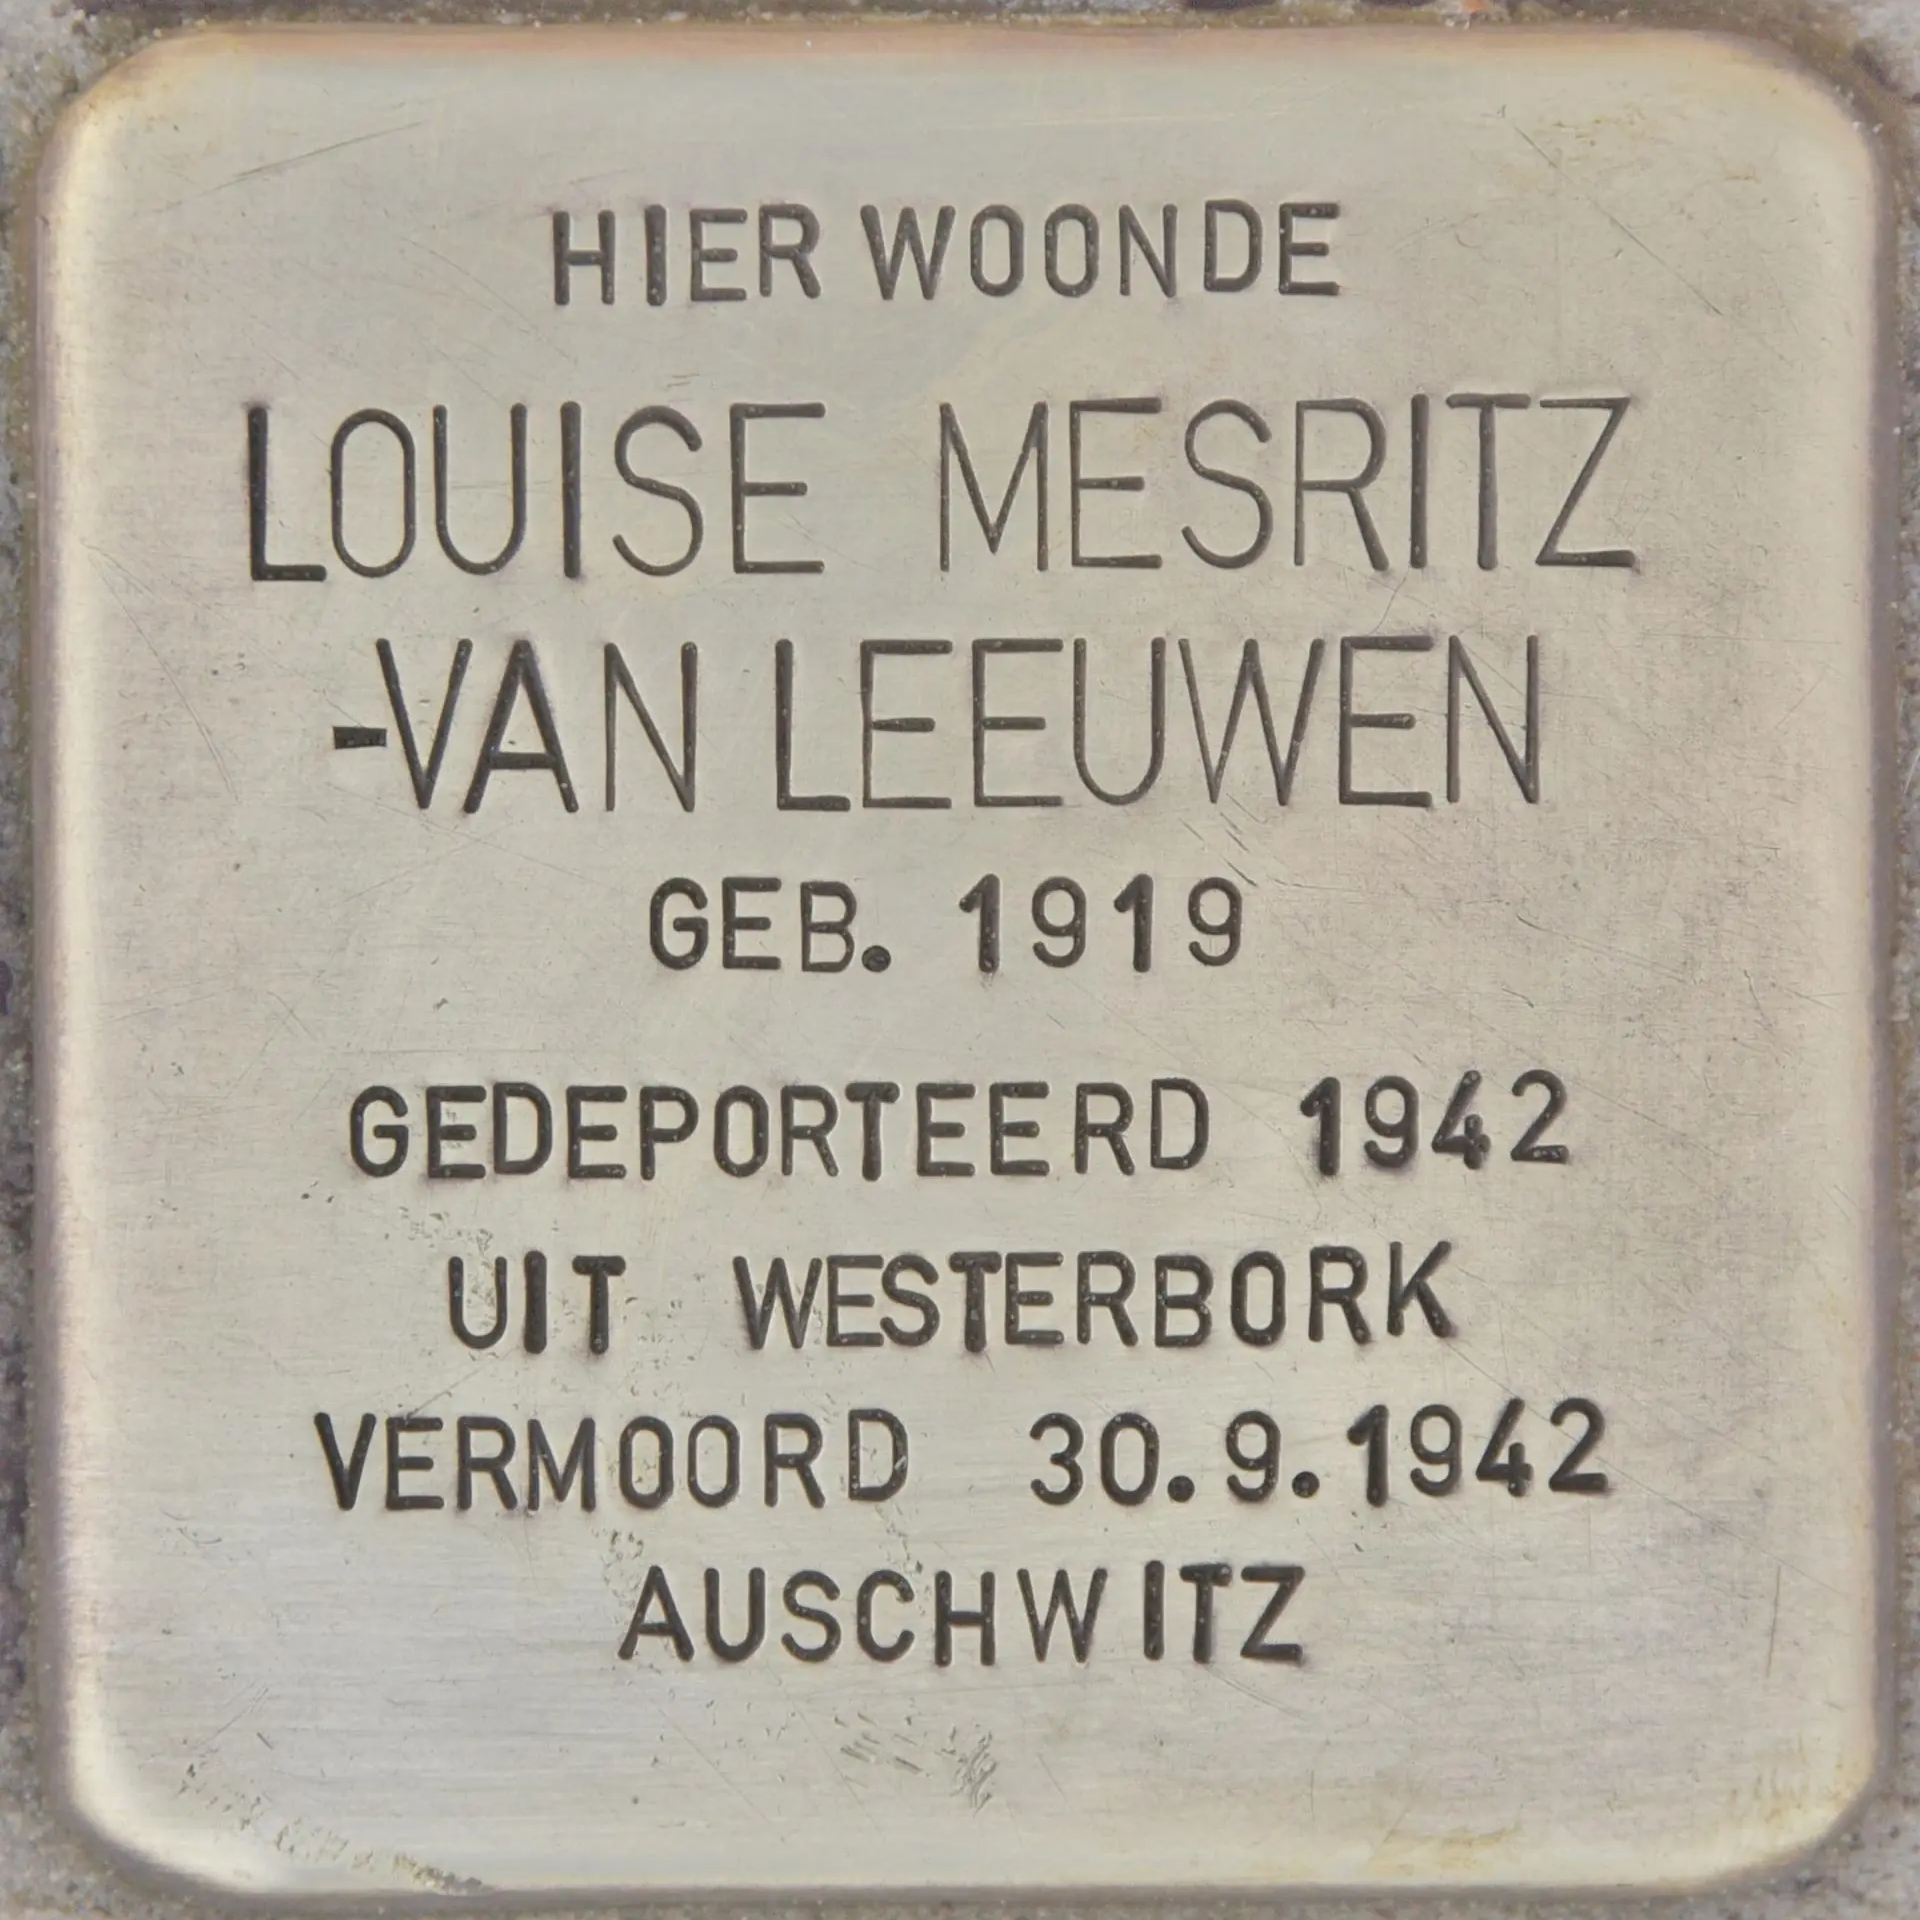 HIER WOONDE
LOUISE MESRITZ
-VAN LEEUWEN
GEB. 1919
GEDEPORTEERD 1942
UIT WESTERBORK
VERMOORD 30.9.1942
AUSCHWITZ